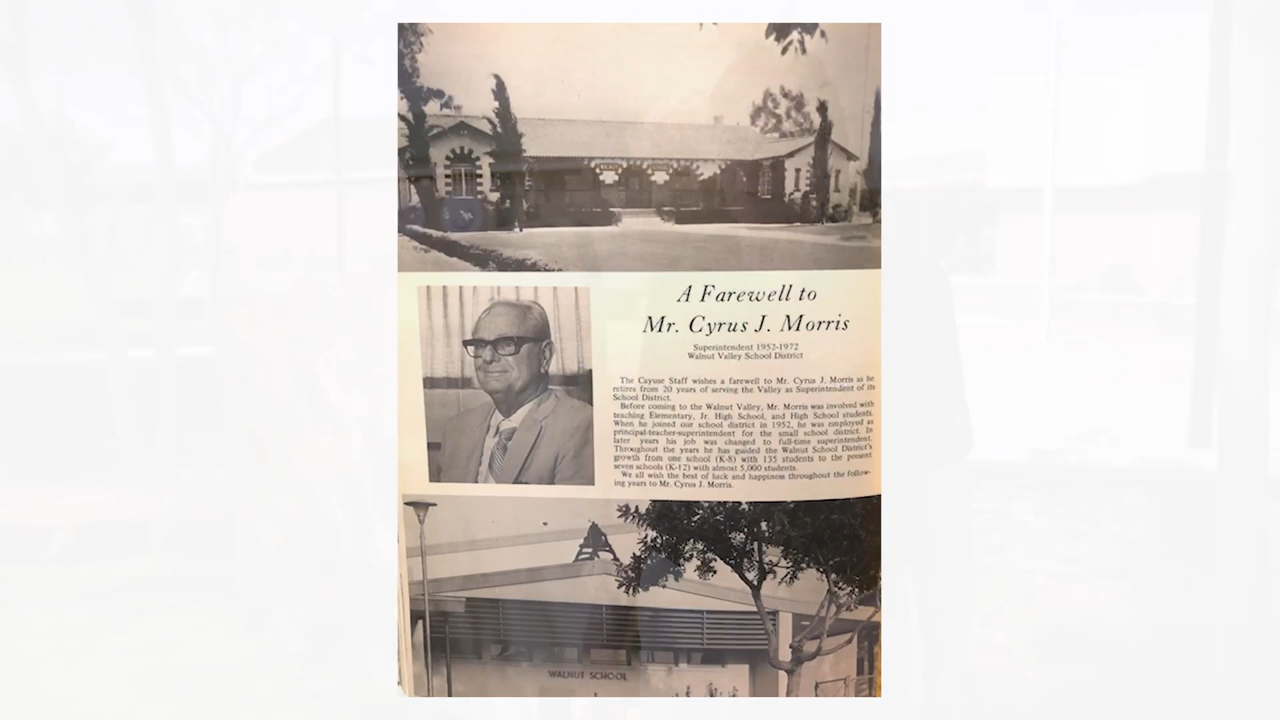 A Farewell to
Mr. Cyrus J. Morris
Superintendent 1952-1972
Walnut Valley School District
The Cayuse Staff wishes a farewell to Mr. Cyrus J. Morris as he
retires from 20 years of serving the Valley as Superintendent of its
School District.
Before coming to the Walnut Valley, Mr. Morris was involved with
teaching Elementary, Jr. High School, and High School students.
When he joined our school district in 1952, he was employed as
principal-teacher-superintendent for the small school district. In
later years his job was changed to full-time superintendent.
Throughout the years he has guided the Walnut School District's
growth from one school (K-8) with 135 students to the present
seven schools (K-12) with almost 5,000 students.
We all wish the best of luck and happiness throughout the follow-
ing years to Mr. Cyrus J. Morris.
WALNUT SCHOOL